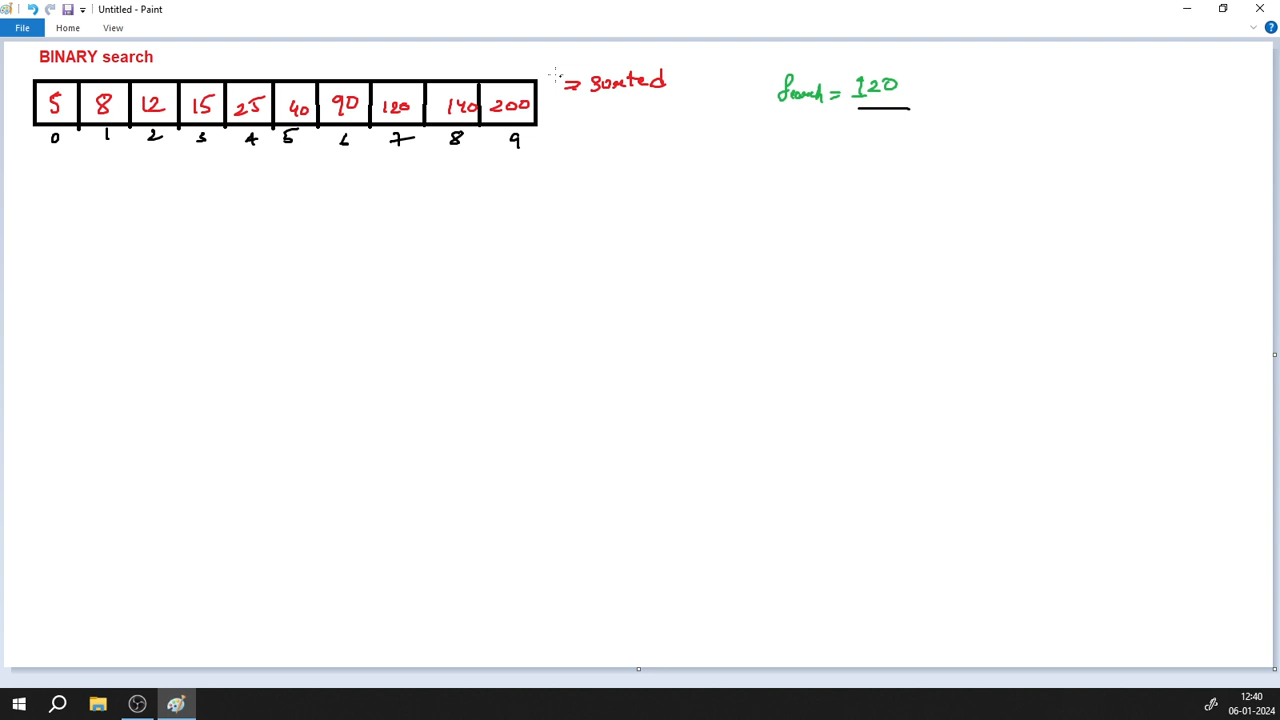 Untitled - Paint
File Home View
BINARY search
5 8 12 15 25 40 90 120 140 200 = sorted Search = 120
0 1 2 3 4 5 6 7 8 9
12:40
06-01-2024